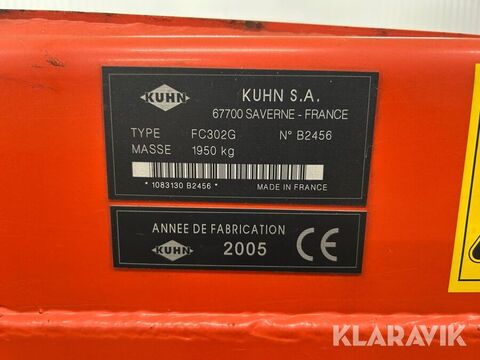 KUHN
KUHN S.A.
67700 SAVERNE - FRANCE
TYPE FC302G N° B2456
MASSE 1950 kg
* 1083130 B2456 * MADE IN FRANCE
ANNEE DE FABRICATION
KUHN 2005 CE
KLARAVIK